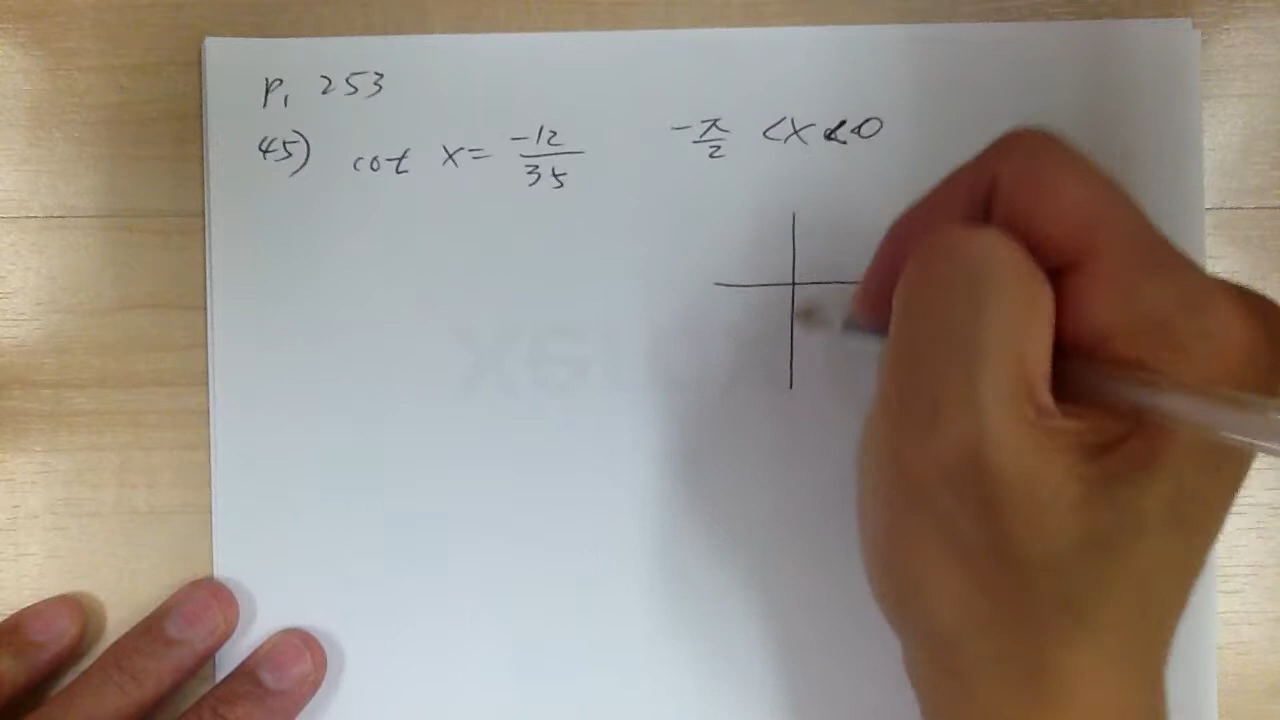 P. 253
45) cot x = -12/35    -π/2 < x < 0